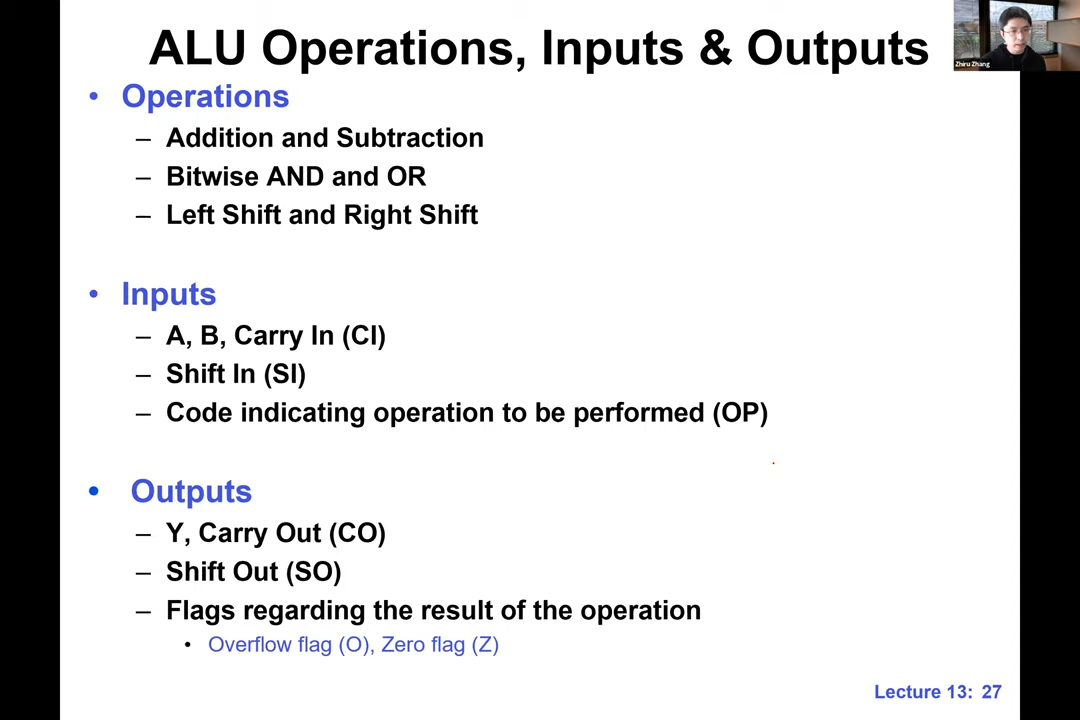 ALU Operations, Inputs & Outputs
Zhiru Zhang
• Operations
– Addition and Subtraction
– Bitwise AND and OR
– Left Shift and Right Shift
• Inputs
– A, B, Carry In (CI)
– Shift In (SI)
– Code indicating operation to be performed (OP)
• Outputs
– Y, Carry Out (CO)
– Shift Out (SO)
– Flags regarding the result of the operation
• Overflow flag (O), Zero flag (Z)
Lecture 13: 27